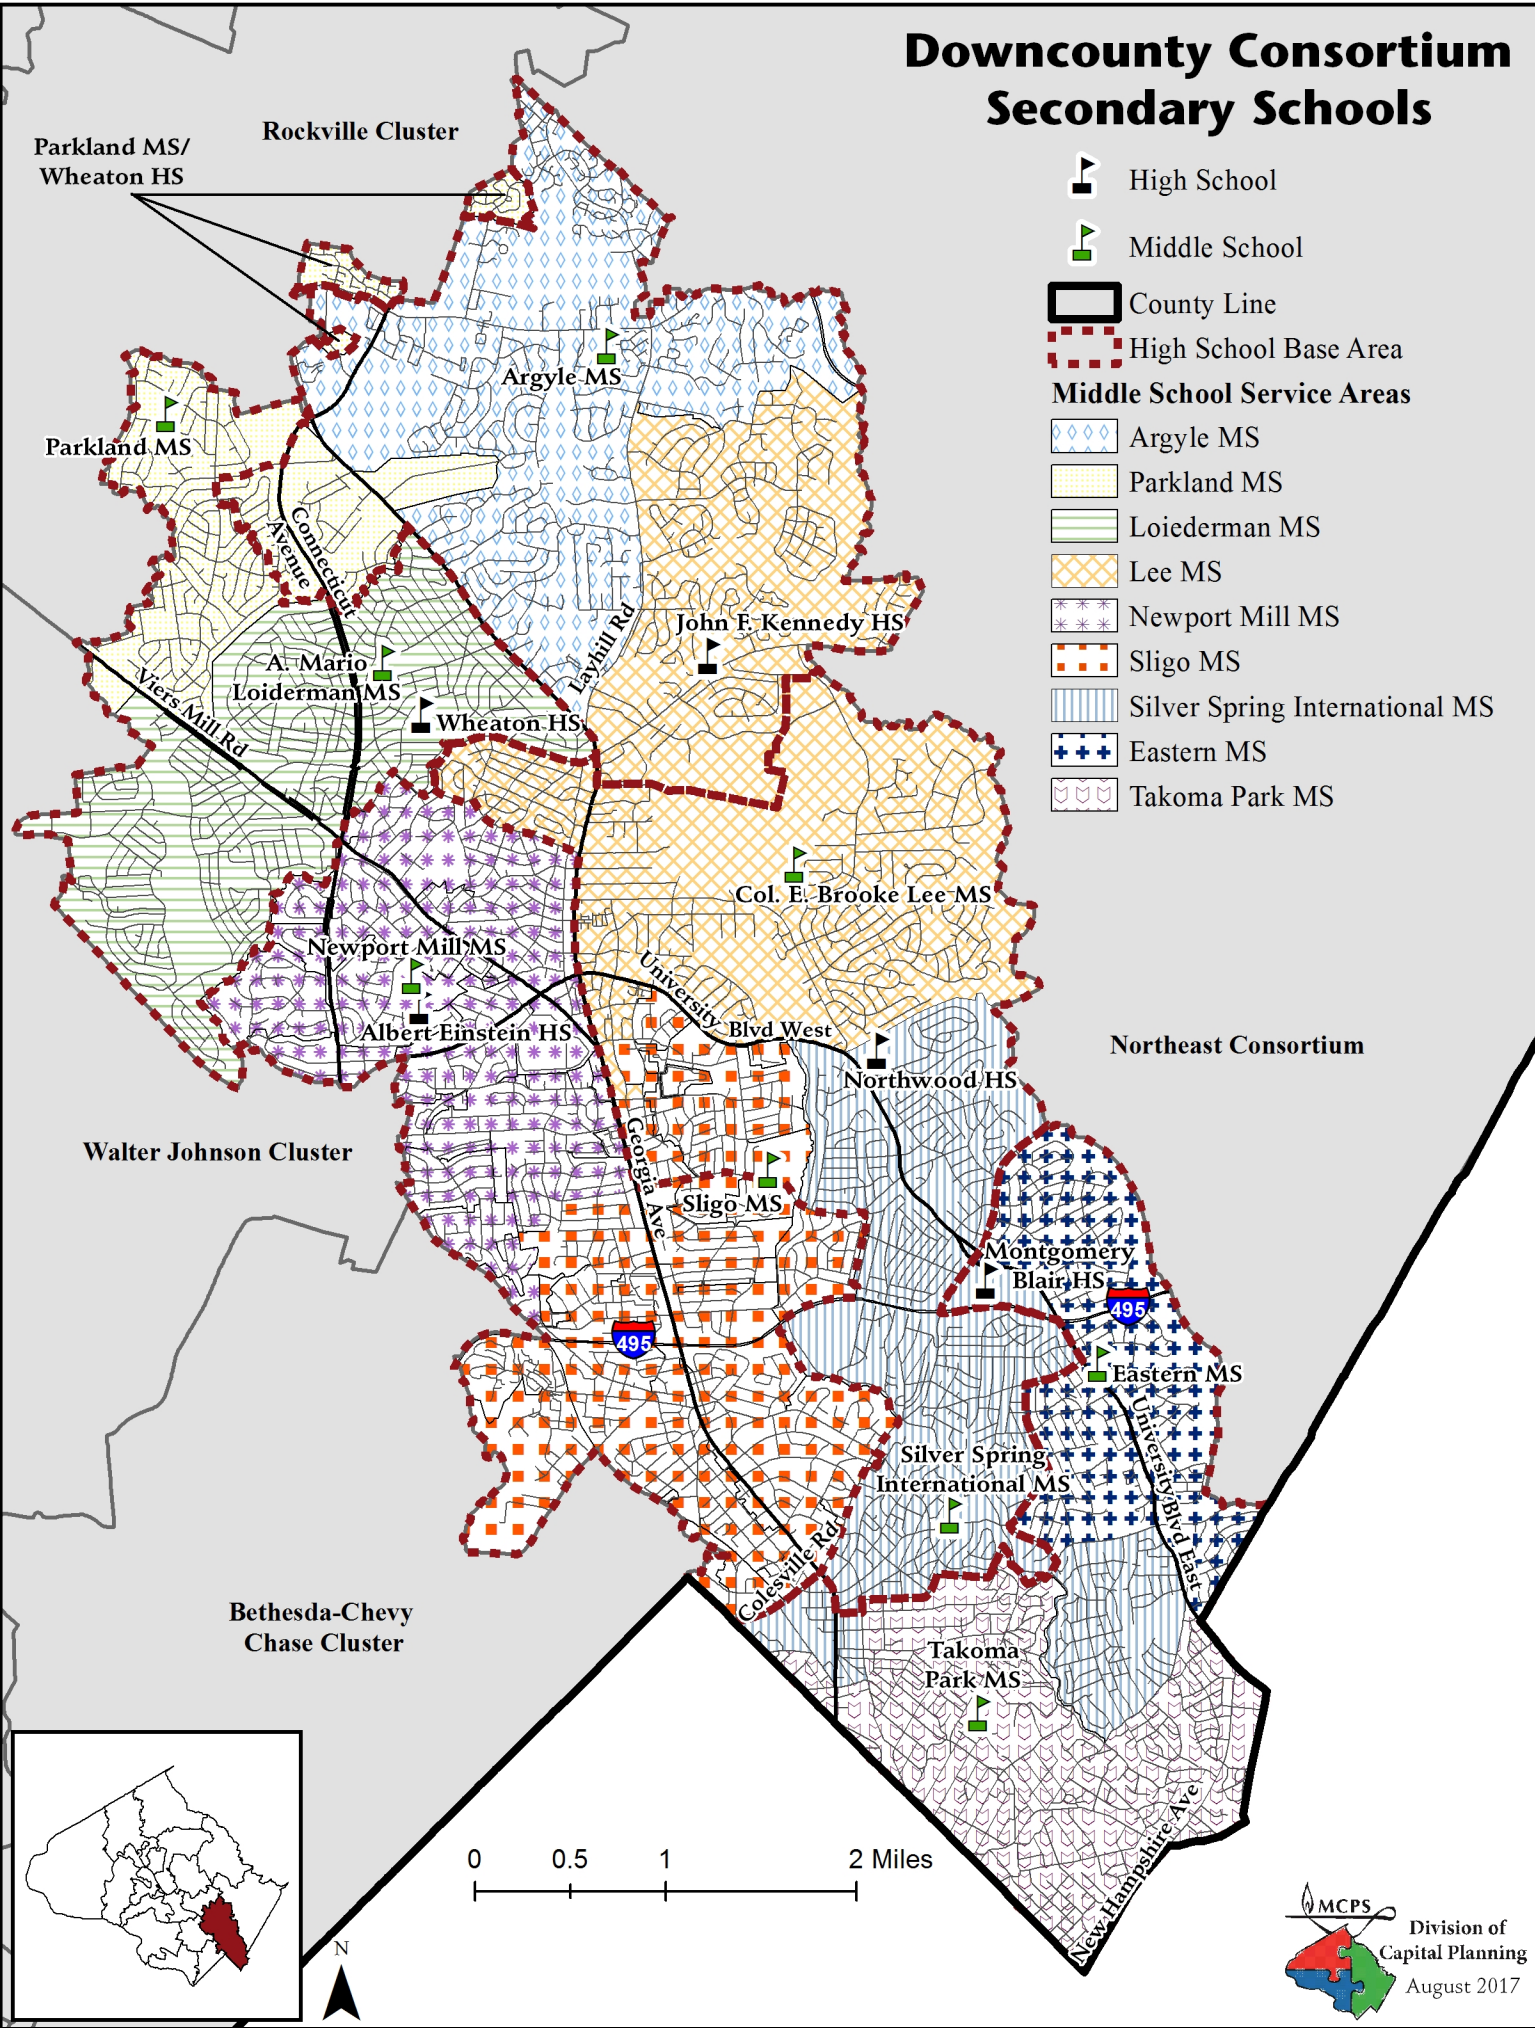 Downcounty Consortium
Secondary Schools
High School
Middle School
County Line
High School Base Area
Middle School Service Areas
Argyle MS
Parkland MS
Loiederman MS
Lee MS
Newport Mill MS
Sligo MS
Silver Spring International MS
Eastern MS
Takoma Park MS
Rockville Cluster
Parkland MS/
Wheaton HS
Argyle MS
Parkland MS
Connecticut
Avenue
Layhill Rd
John F. Kennedy HS
A. Mario
Loiderman MS
Viers Mill Rd
Wheaton HS
Col. E. Brooke Lee MS
Newport Mill MS
University
Blvd West
Albert Einstein HS
Northwood HS
Northeast Consortium
Walter Johnson Cluster
Georgia Ave
Sligo MS
Montgomery
Blair HS
495
495
Eastern MS
University Blvd East
Silver Spring
International MS
Colesville Rd
Bethesda-Chevy
Chase Cluster
Takoma
Park MS
New Hampshire Ave
0 0.5 1 2 Miles
N
MCPS
Division of
Capital Planning
August 2017